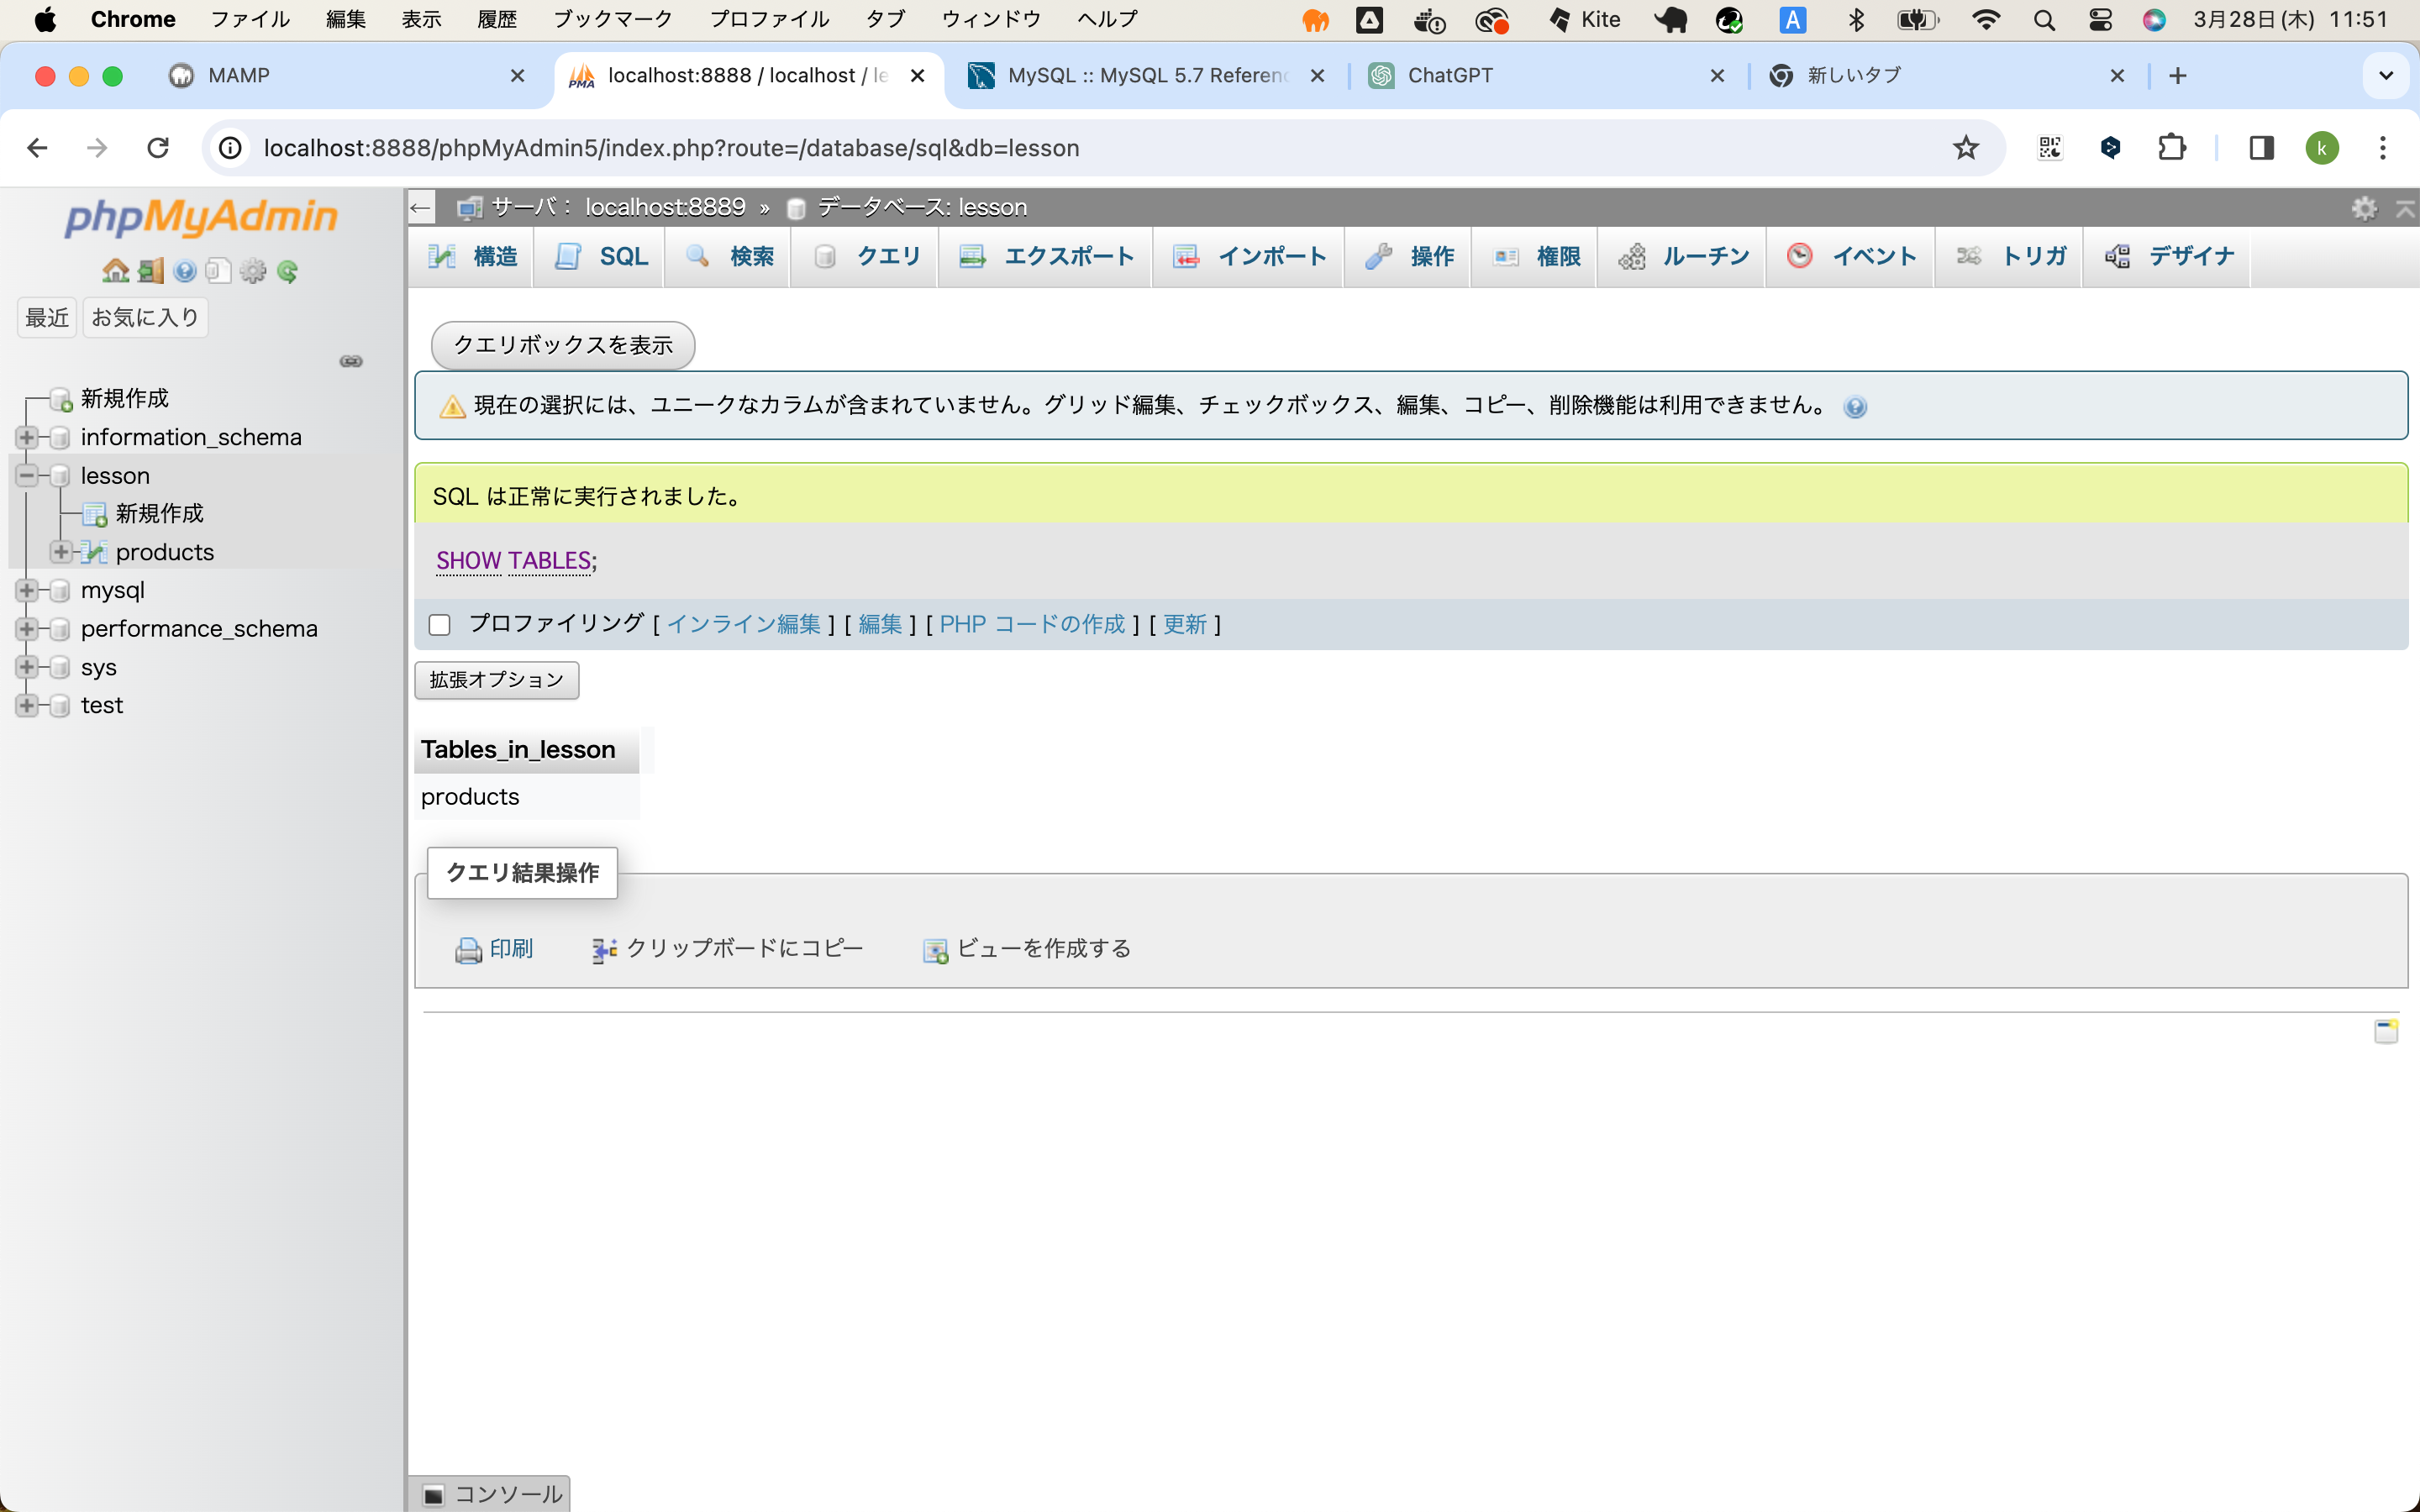 Chrome ファイル 編集 表示 履歴 ブックマーク プロファイル タブ ウィンドウ ヘルプ Kite A 3月28日(木) 11:51
MAMP localhost:8888 / localhost / le MySQL :: MySQL 5.7 Referen ChatGPT 新しいタブ
localhost:8888/phpMyAdmin5/index.php?route=/database/sql&db=lesson k
phpMyAdmin
最近 お気に入り
新規作成
information_schema
lesson
新規作成
products
mysql
performance_schema
sys
test
サーバ: localhost:8889 » データベース: lesson
構造 SQL 検索 クエリ エクスポート インポート 操作 権限 ルーチン イベント トリガ デザイナ
クエリボックスを表示
現在の選択には、ユニークなカラムが含まれていません。グリッド編集、チェックボックス、編集、コピー、削除機能は利用できません。
SQL は正常に実行されました。
SHOW TABLES;
プロファイリング [ インライン編集 ] [ 編集 ] [ PHP コードの作成 ] [ 更新 ]
拡張オプション
Tables_in_lesson
products
クエリ結果操作
印刷 クリップボードにコピー ビューを作成する
コンソール